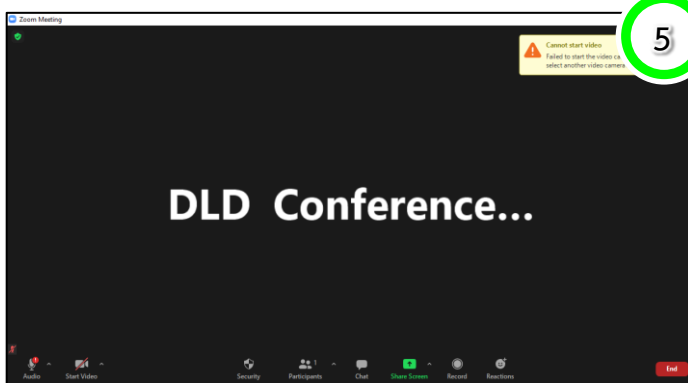 Zoom Meeting
5
Cannot start video
Failed to start the video ca
select another video camera
DLD Conference...
1
Audio
Start Video
Security
Participants
Chat
Share Screen
Record
Reactions
End